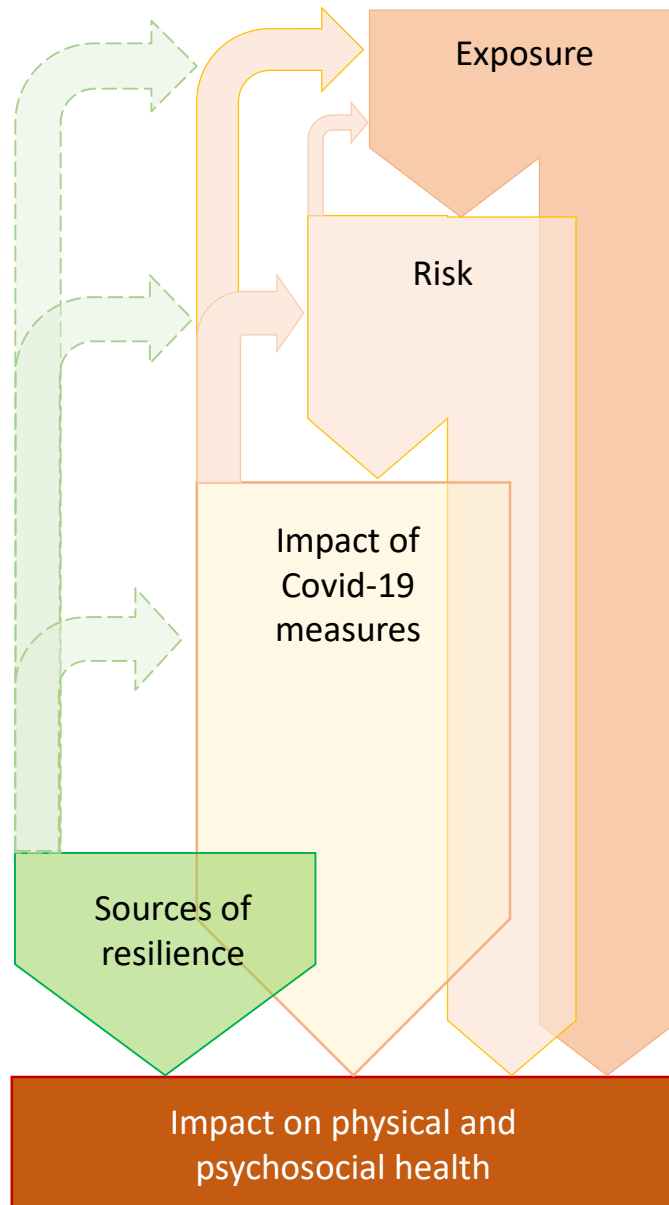 Exposure
Risk
Impact of
Covid-19
measures
Sources of
resilience
Impact on physical and
psychosocial health